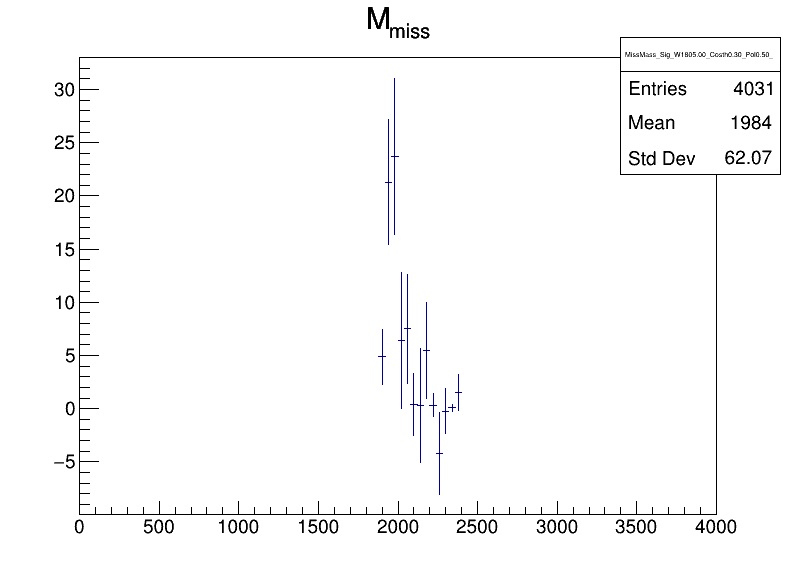 M_miss
MissMass_Sig_W1805.00_Costh0.30_Pol0.50_
Entries 4031
Mean 1984
Std Dev 62.07
30
25
20
15
10
5
0
−5
0 500 1000 1500 2000 2500 3000 3500 4000